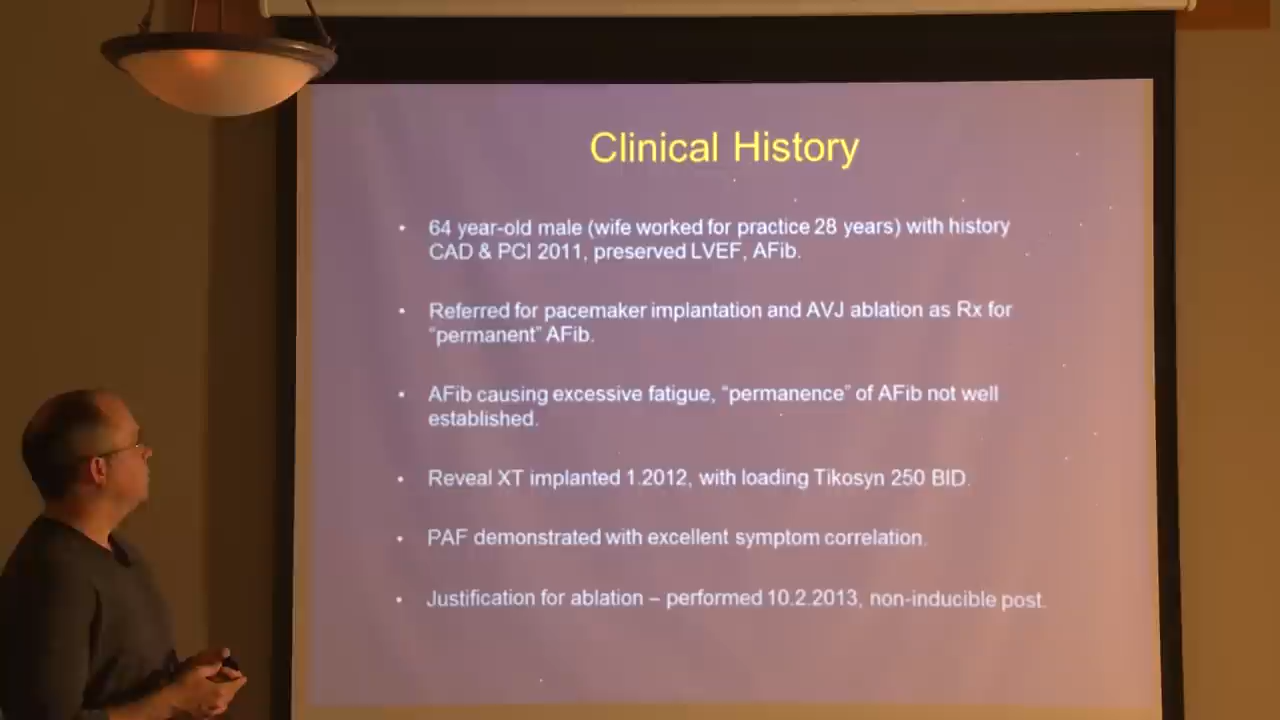 Clinical History
• 64 year-old male (wife worked for practice 28 years) with history
CAD & PCI 2011, preserved LVEF, AFib.
• Referred for pacemaker implantation and AVJ ablation as Rx for
“permanent” AFib.
• AFib causing excessive fatigue, “permanence” of AFib not well
established.
• Reveal XT implanted 1.2012, with loading Tikosyn 250 BID.
• PAF demonstrated with excellent symptom correlation.
• Justification for ablation – performed 10.2.2013, non-inducible post.